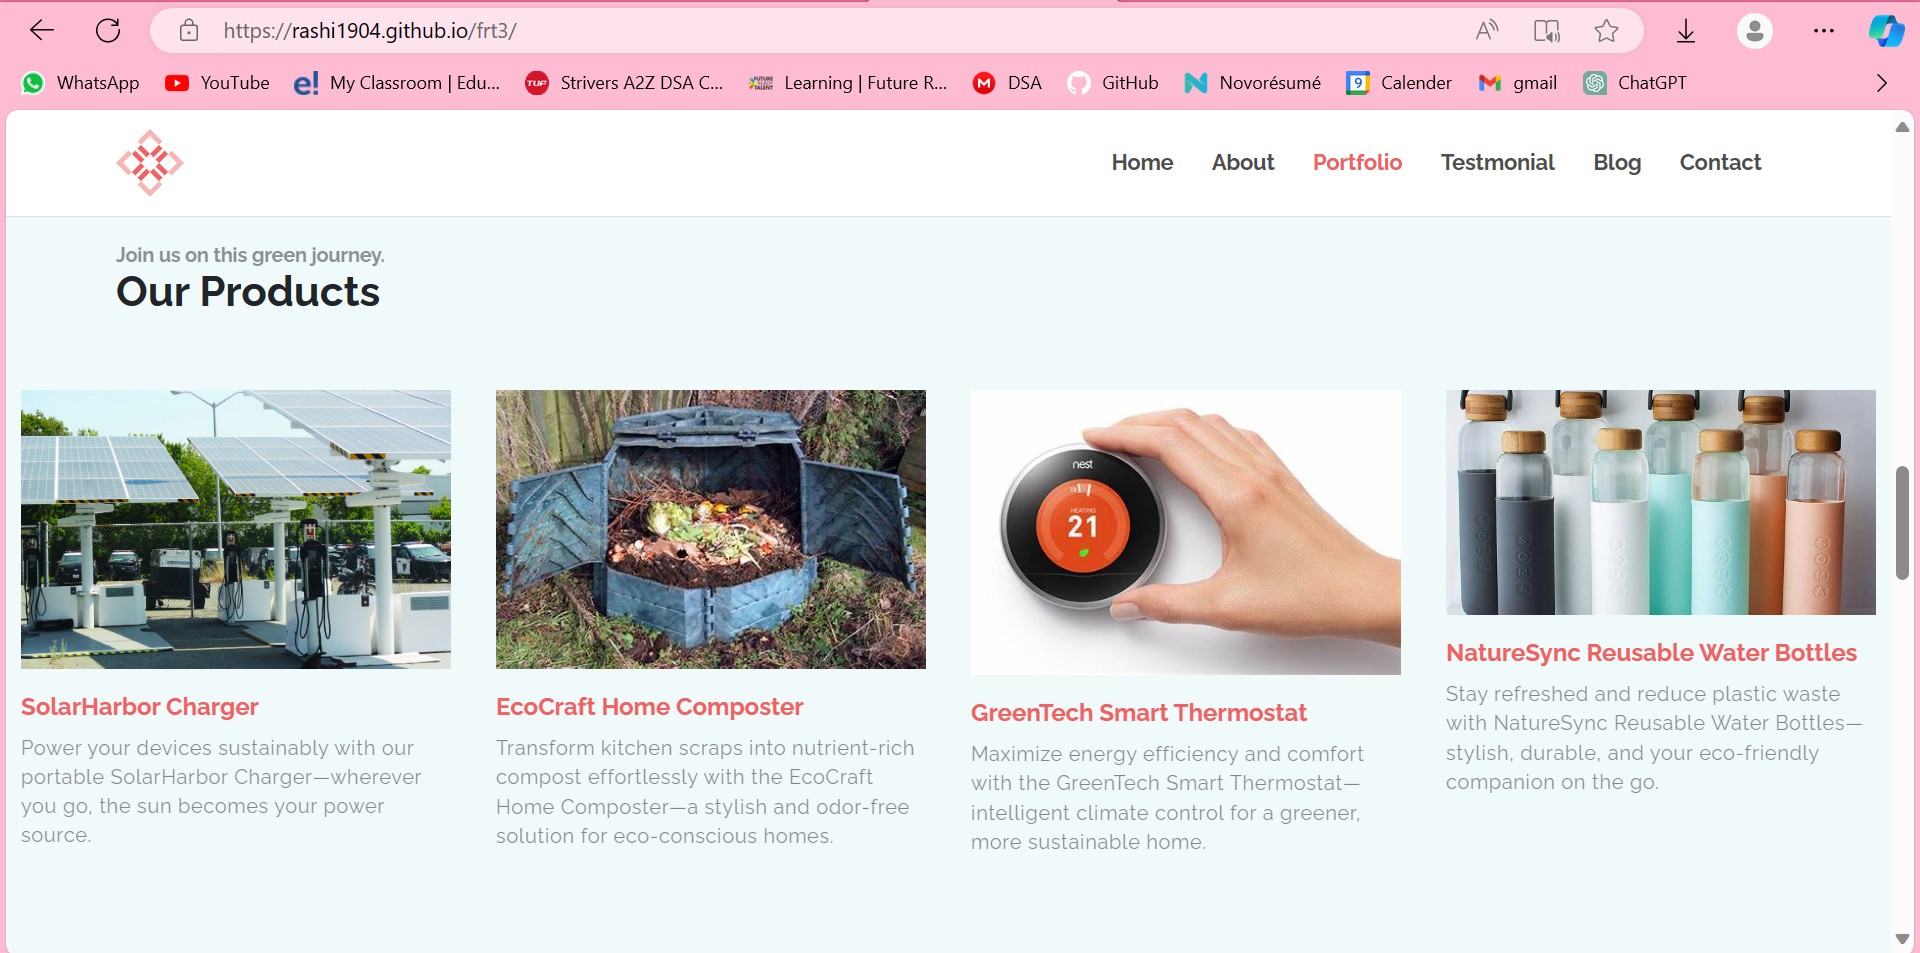 https://rashi1904.github.io/frt3/
WhatsApp
YouTube
My Classroom | Edu...
Strivers A2Z DSA C...
Learning | Future R...
DSA
GitHub
Novorésumé
Calender
gmail
ChatGPT
Home About Portfolio Testmonial Blog Contact
Join us on this green journey.
Our Products
nest
HEATING
21
SolarHarbor Charger
Power your devices sustainably with our
portable SolarHarbor Charger—wherever
you go, the sun becomes your power
source.
EcoCraft Home Composter
Transform kitchen scraps into nutrient-rich
compost effortlessly with the EcoCraft
Home Composter—a stylish and odor-free
solution for eco-conscious homes.
GreenTech Smart Thermostat
Maximize energy efficiency and comfort
with the GreenTech Smart Thermostat—
intelligent climate control for a greener,
more sustainable home.
NatureSync Reusable Water Bottles
Stay refreshed and reduce plastic waste
with NatureSync Reusable Water Bottles—
stylish, durable, and your eco-friendly
companion on the go.